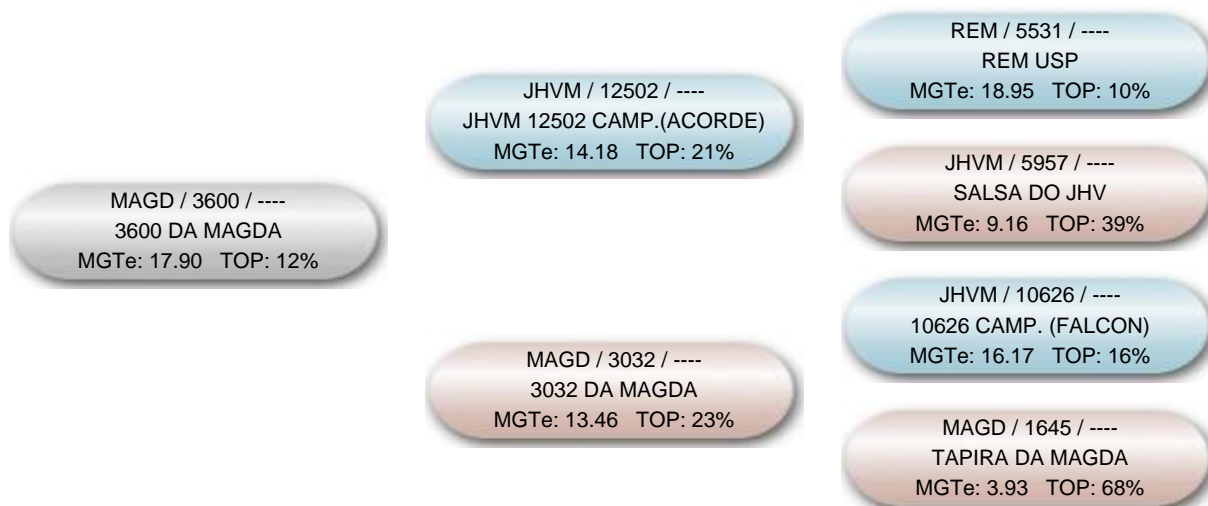 MAGD / 3600 / ----
3600 DA MAGDA
MGTe: 17.90 TOP: 12%
JHVM / 12502 / ----
JHVM 12502 CAMP.(ACORDE)
MGTe: 14.18 TOP: 21%
MAGD / 3032 / ----
3032 DA MAGDA
MGTe: 13.46 TOP: 23%
REM / 5531 / ----
REM USP
MGTe: 18.95 TOP: 10%
JHVM / 5957 / ----
SALSA DO JHV
MGTe: 9.16 TOP: 39%
JHVM / 10626 / ----
10626 CAMP. (FALCON)
MGTe: 16.17 TOP: 16%
MAGD / 1645 / ----
TAPIRA DA MAGDA
MGTe: 3.93 TOP: 68%